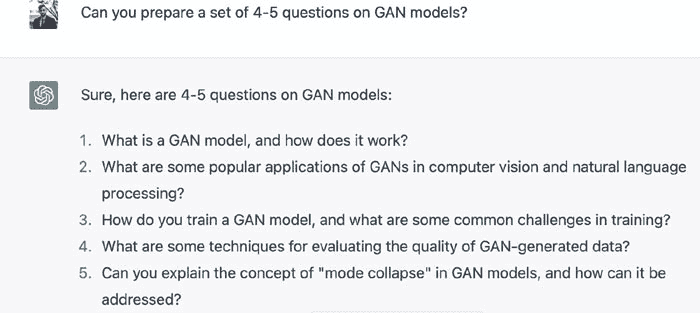 Can you prepare a set of 4-5 questions on GAN models?
Sure, here are 4-5 questions on GAN models:
1. What is a GAN model, and how does it work?
2. What are some popular applications of GANs in computer vision and natural language
processing?
3. How do you train a GAN model, and what are some common challenges in training?
4. What are some techniques for evaluating the quality of GAN-generated data?
5. Can you explain the concept of "mode collapse" in GAN models, and how can it be
addressed?